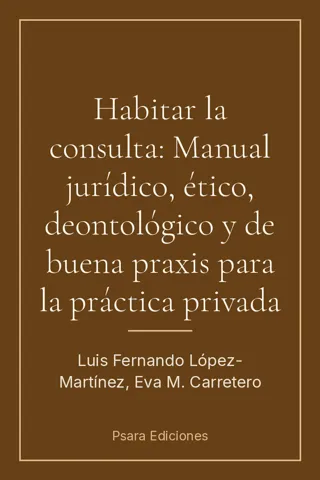 Habitar la
consulta: Manual
jurídico, ético,
deontológico y de
buena praxis para
la práctica privada
Luis Fernando López-
Martínez, Eva M. Carretero
Psara Ediciones